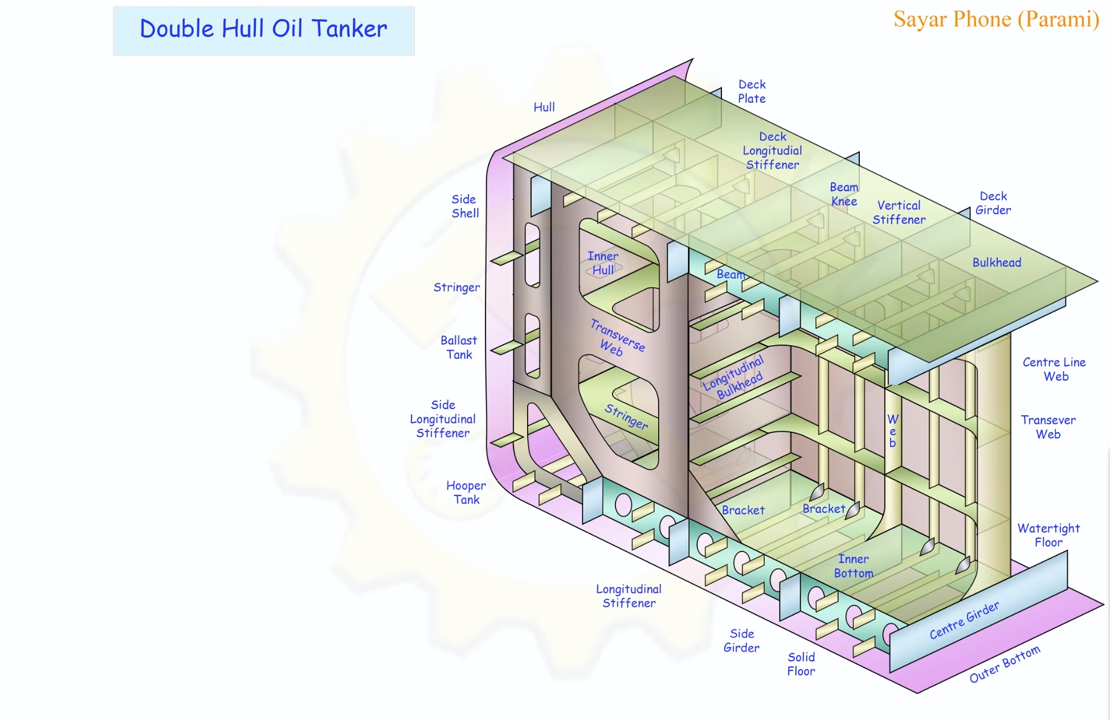 Double Hull Oil Tanker
Sayar Phone (Parami)
Hull
Deck
Plate
Deck
Longitudial
Stiffener
Beam
Knee
Vertical
Stiffener
Deck
Girder
Side
Shell
Inner
Hull
Beam
Bulkhead
Stringer
Transverse
Web
Ballast
Tank
Longitudinal
Bulkhead
Centre Line
Web
Side
Longitudinal
Stiffener
Stringer
Web
Transever
Web
Hooper
Tank
Bracket
Bracket
Watertight
Floor
Inner
Bottom
Longitudinal
Stiffener
Side
Girder
Solid
Floor
Centre Girder
Outer Bottom